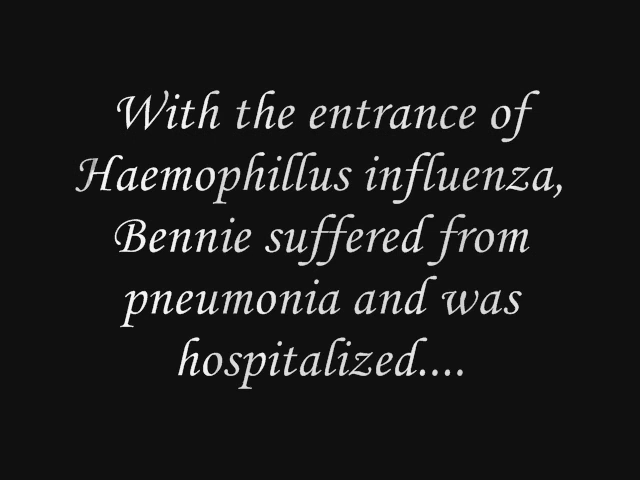 With the entrance of
Haemophillus influenza,
Bennie suffered from
pneumonia and was
hospitalized....